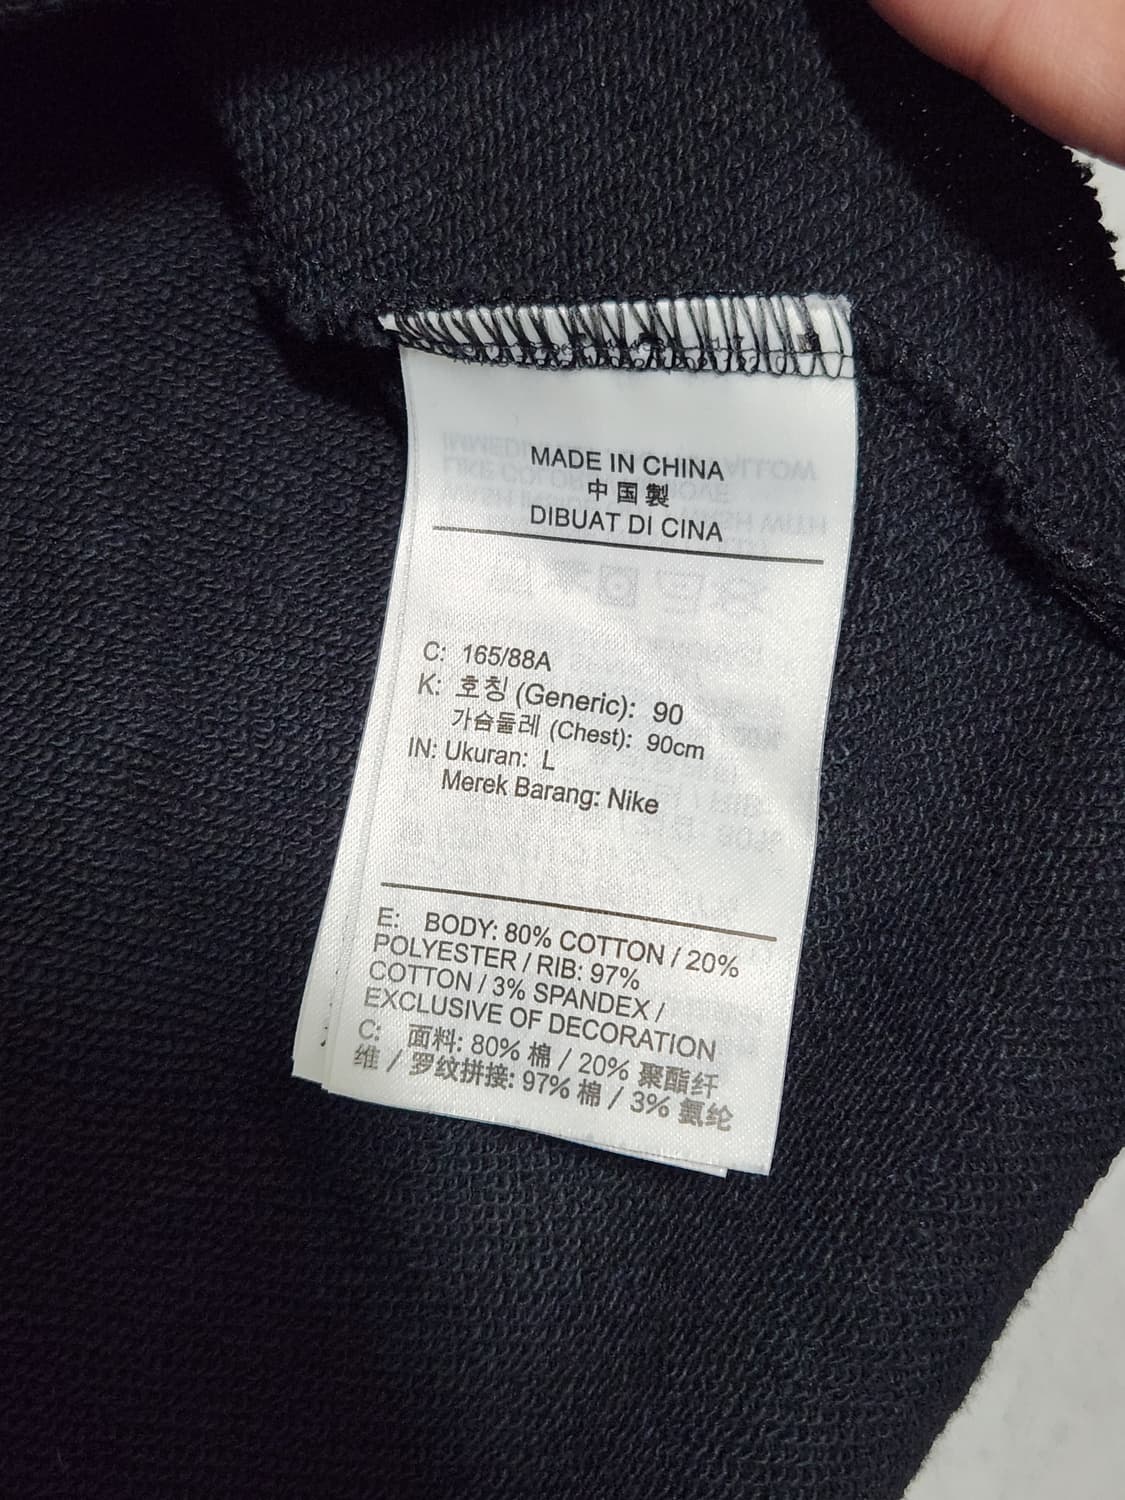 MADE IN CHINA
中国製
DIBUAT DI CINA
C: 165/88A
K: 호칭 (Generic): 90
가슴둘레 (Chest): 90cm
IN: Ukuran: L
Merek Barang: Nike
E: BODY: 80% COTTON / 20%
POLYESTER / RIB: 97%
COTTON / 3% SPANDEX /
EXCLUSIVE OF DECORATION
C: 面料: 80% 棉 / 20% 聚酯纤
维 / 罗纹拼接: 97% 棉 / 3% 氨纶